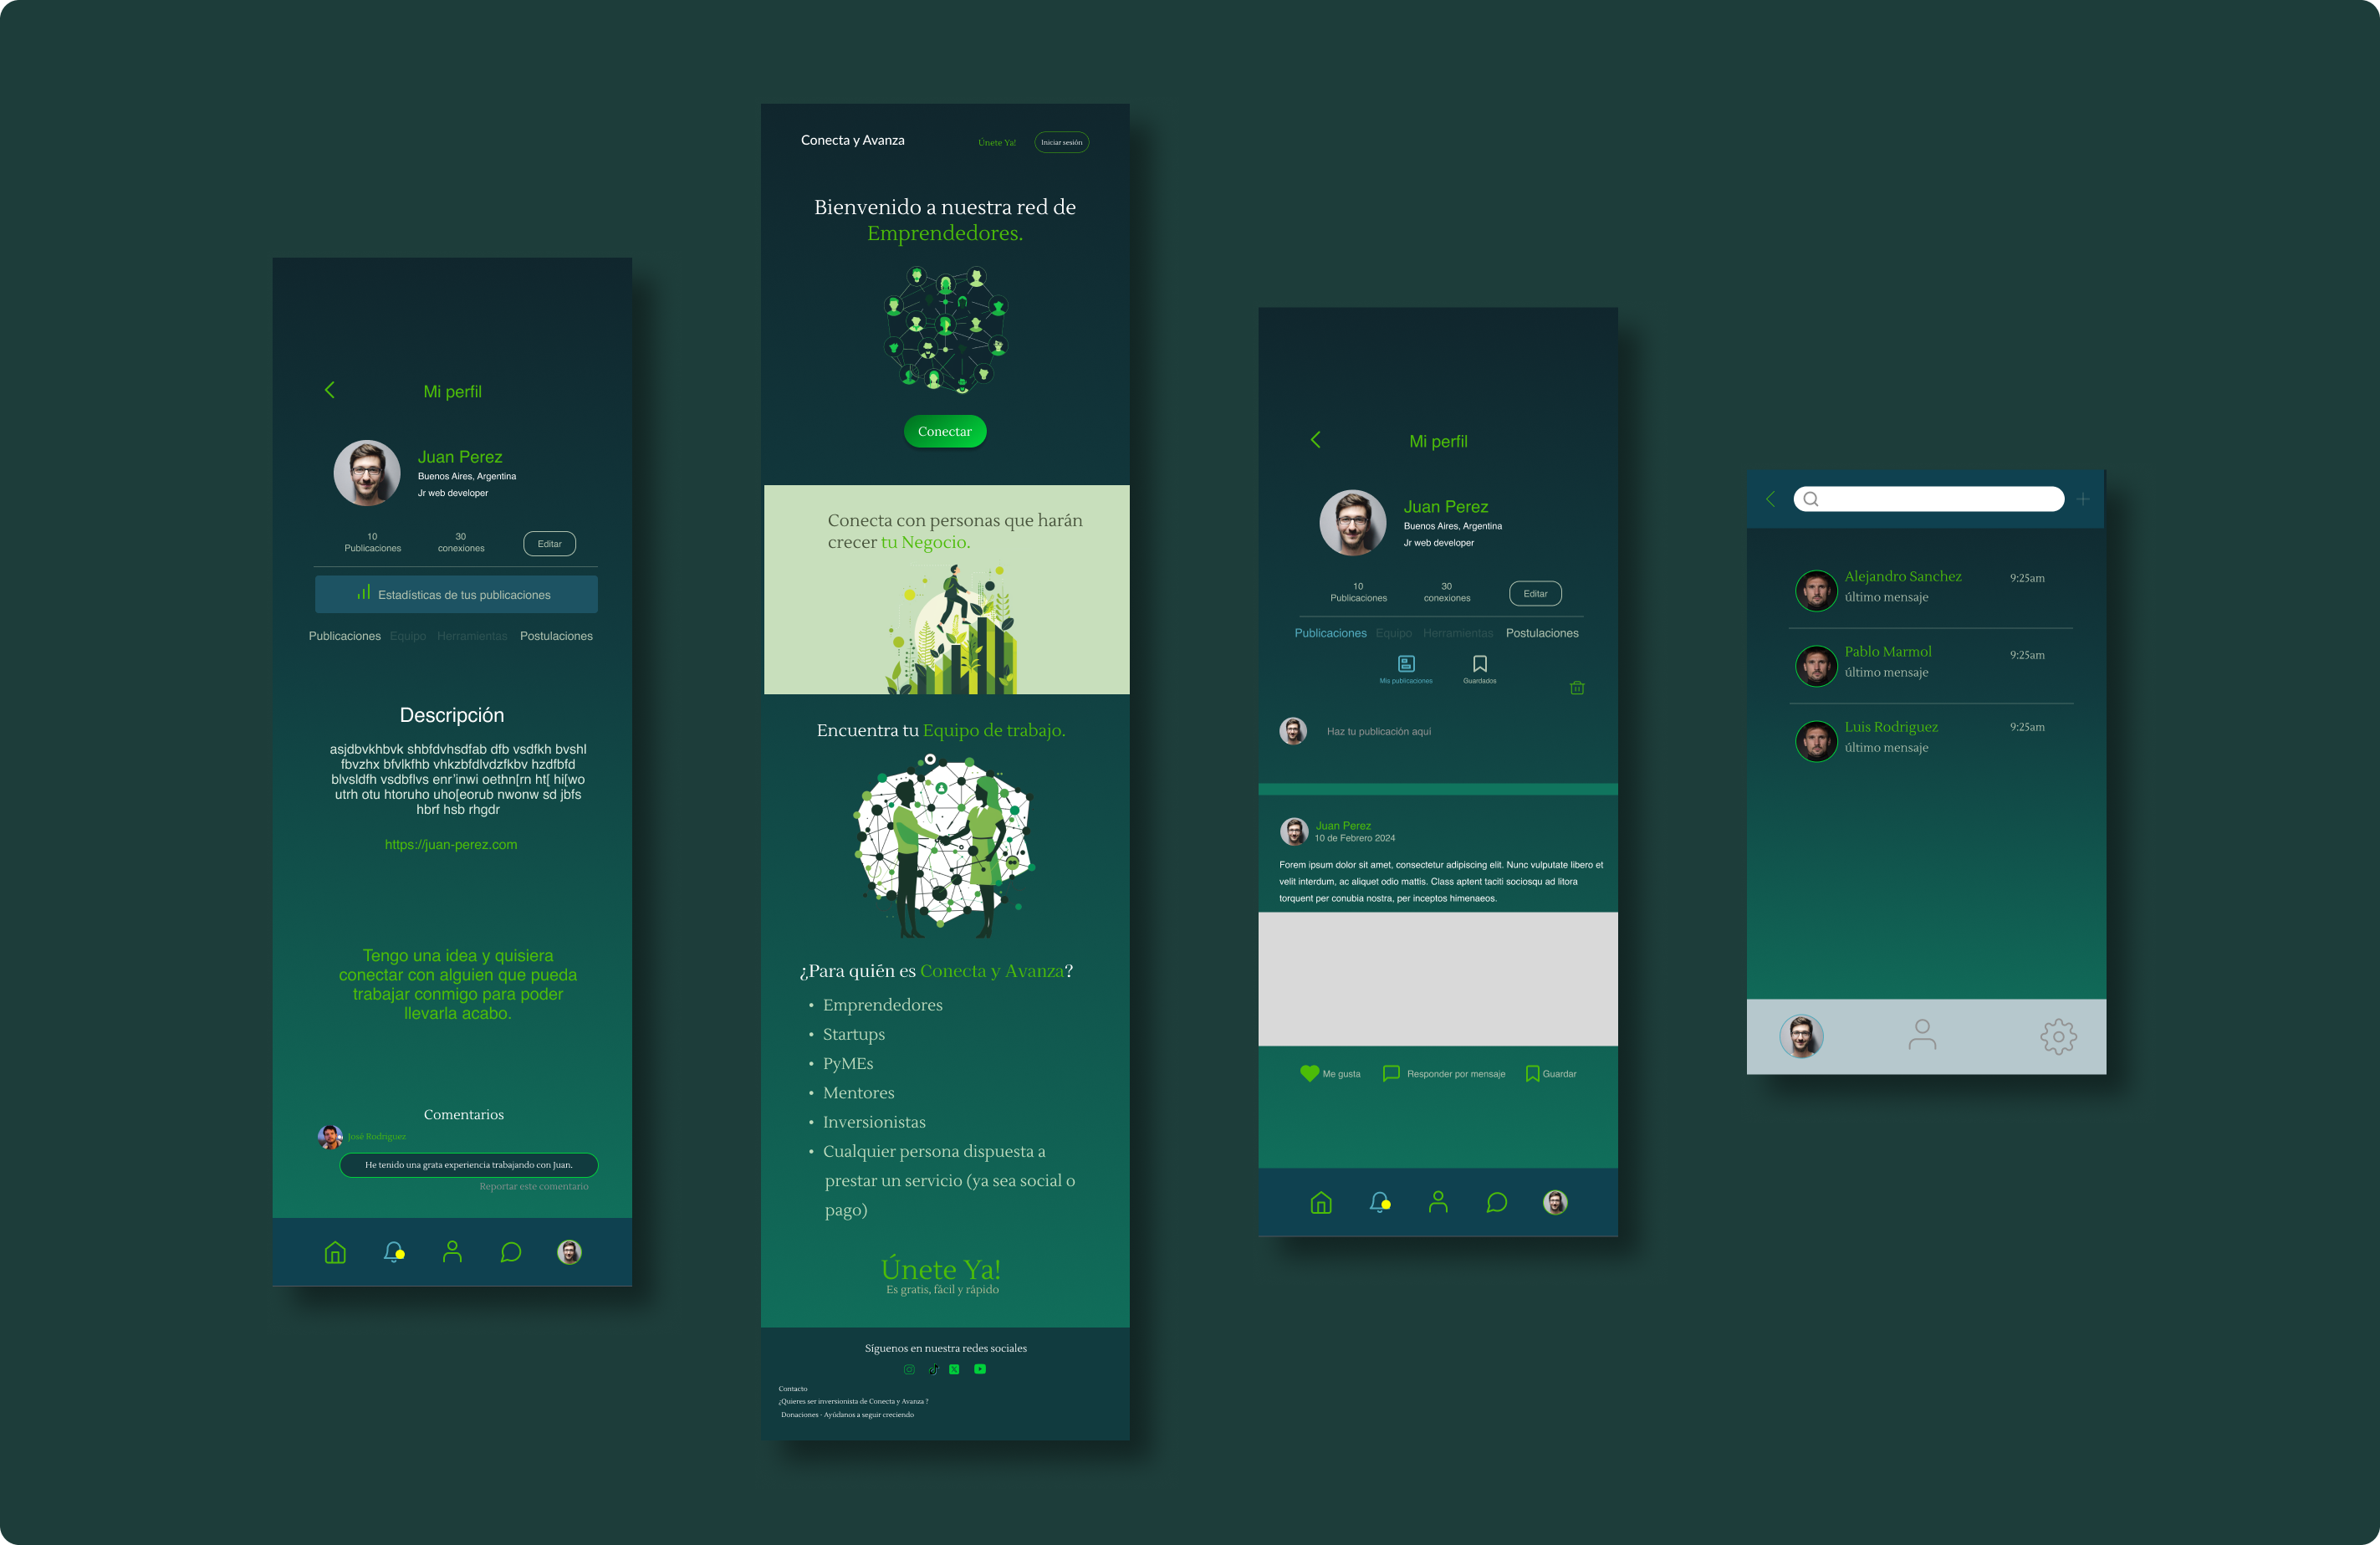 Mi perfil
Juan Perez
Buenos Aires, Argentina
Jr web developer
10
Publicaciones
30
conexiones
Editar
Estadísticas de tus publicaciones
Publicaciones Equipo Herramientas Postulaciones
Descripción
asjdbvkhbvk shbfdvhsdfab dfb vsdfkh bvshl
fbvzhx bfvlkfhb vhkzbfdlvdzfkbv hzdfbfd
blvsldfh vsdbflvs enr'inwi oethn[rn ht[ hi[wo
utrh otu htoruho uho[eorub nwonw sd jbfs
hbrf hsb rhgdr
https://juan-perez.com
Tengo una idea y quisiera
conectar con alguien que pueda
trabajar conmigo para poder
llevarla acabo.
Comentarios
José Rodriguez
He tenido una grata experiencia trabajando con Juan.
Reportar este comentario
Conecta y Avanza
Únete Ya!
Iniciar sesión
Bienvenido a nuestra red de
Emprendedores.
Conectar
Conecta con personas que harán
crecer tu Negocio.
Encuentra tu Equipo de trabajo.
¿Para quién es Conecta y Avanza?
• Emprendedores
• Startups
• PyMEs
• Mentores
• Inversionistas
• Cualquier persona dispuesta a
prestar un servicio (ya sea social o
pago)
Únete Ya!
Es gratis, fácil y rápido
Síguenos en nuestra redes sociales
Contacto
¿Quieres ser inversionista de Conecta y Avanza ?
Donaciones - Ayúdanos a seguir creciendo
Mi perfil
Juan Perez
Buenos Aires, Argentina
Jr web developer
10
Publicaciones
30
conexiones
Editar
Publicaciones Equipo Herramientas Postulaciones
Mis publicaciones
Guardados
Haz tu publicación aquí
Juan Perez
10 de Febrero 2024
Forem ipsum dolor sit amet, consectetur adipiscing elit. Nunc vulputate libero et
velit interdum, ac aliquet odio mattis. Class aptent taciti sociosqu ad litora
torquent per conubia nostra, per inceptos himenaeos.
Me gusta
Responder por mensaje
Guardar
Alejandro Sanchez
9:25am
último mensaje
Pablo Marmol
9:25am
último mensaje
Luis Rodriguez
9:25am
último mensaje